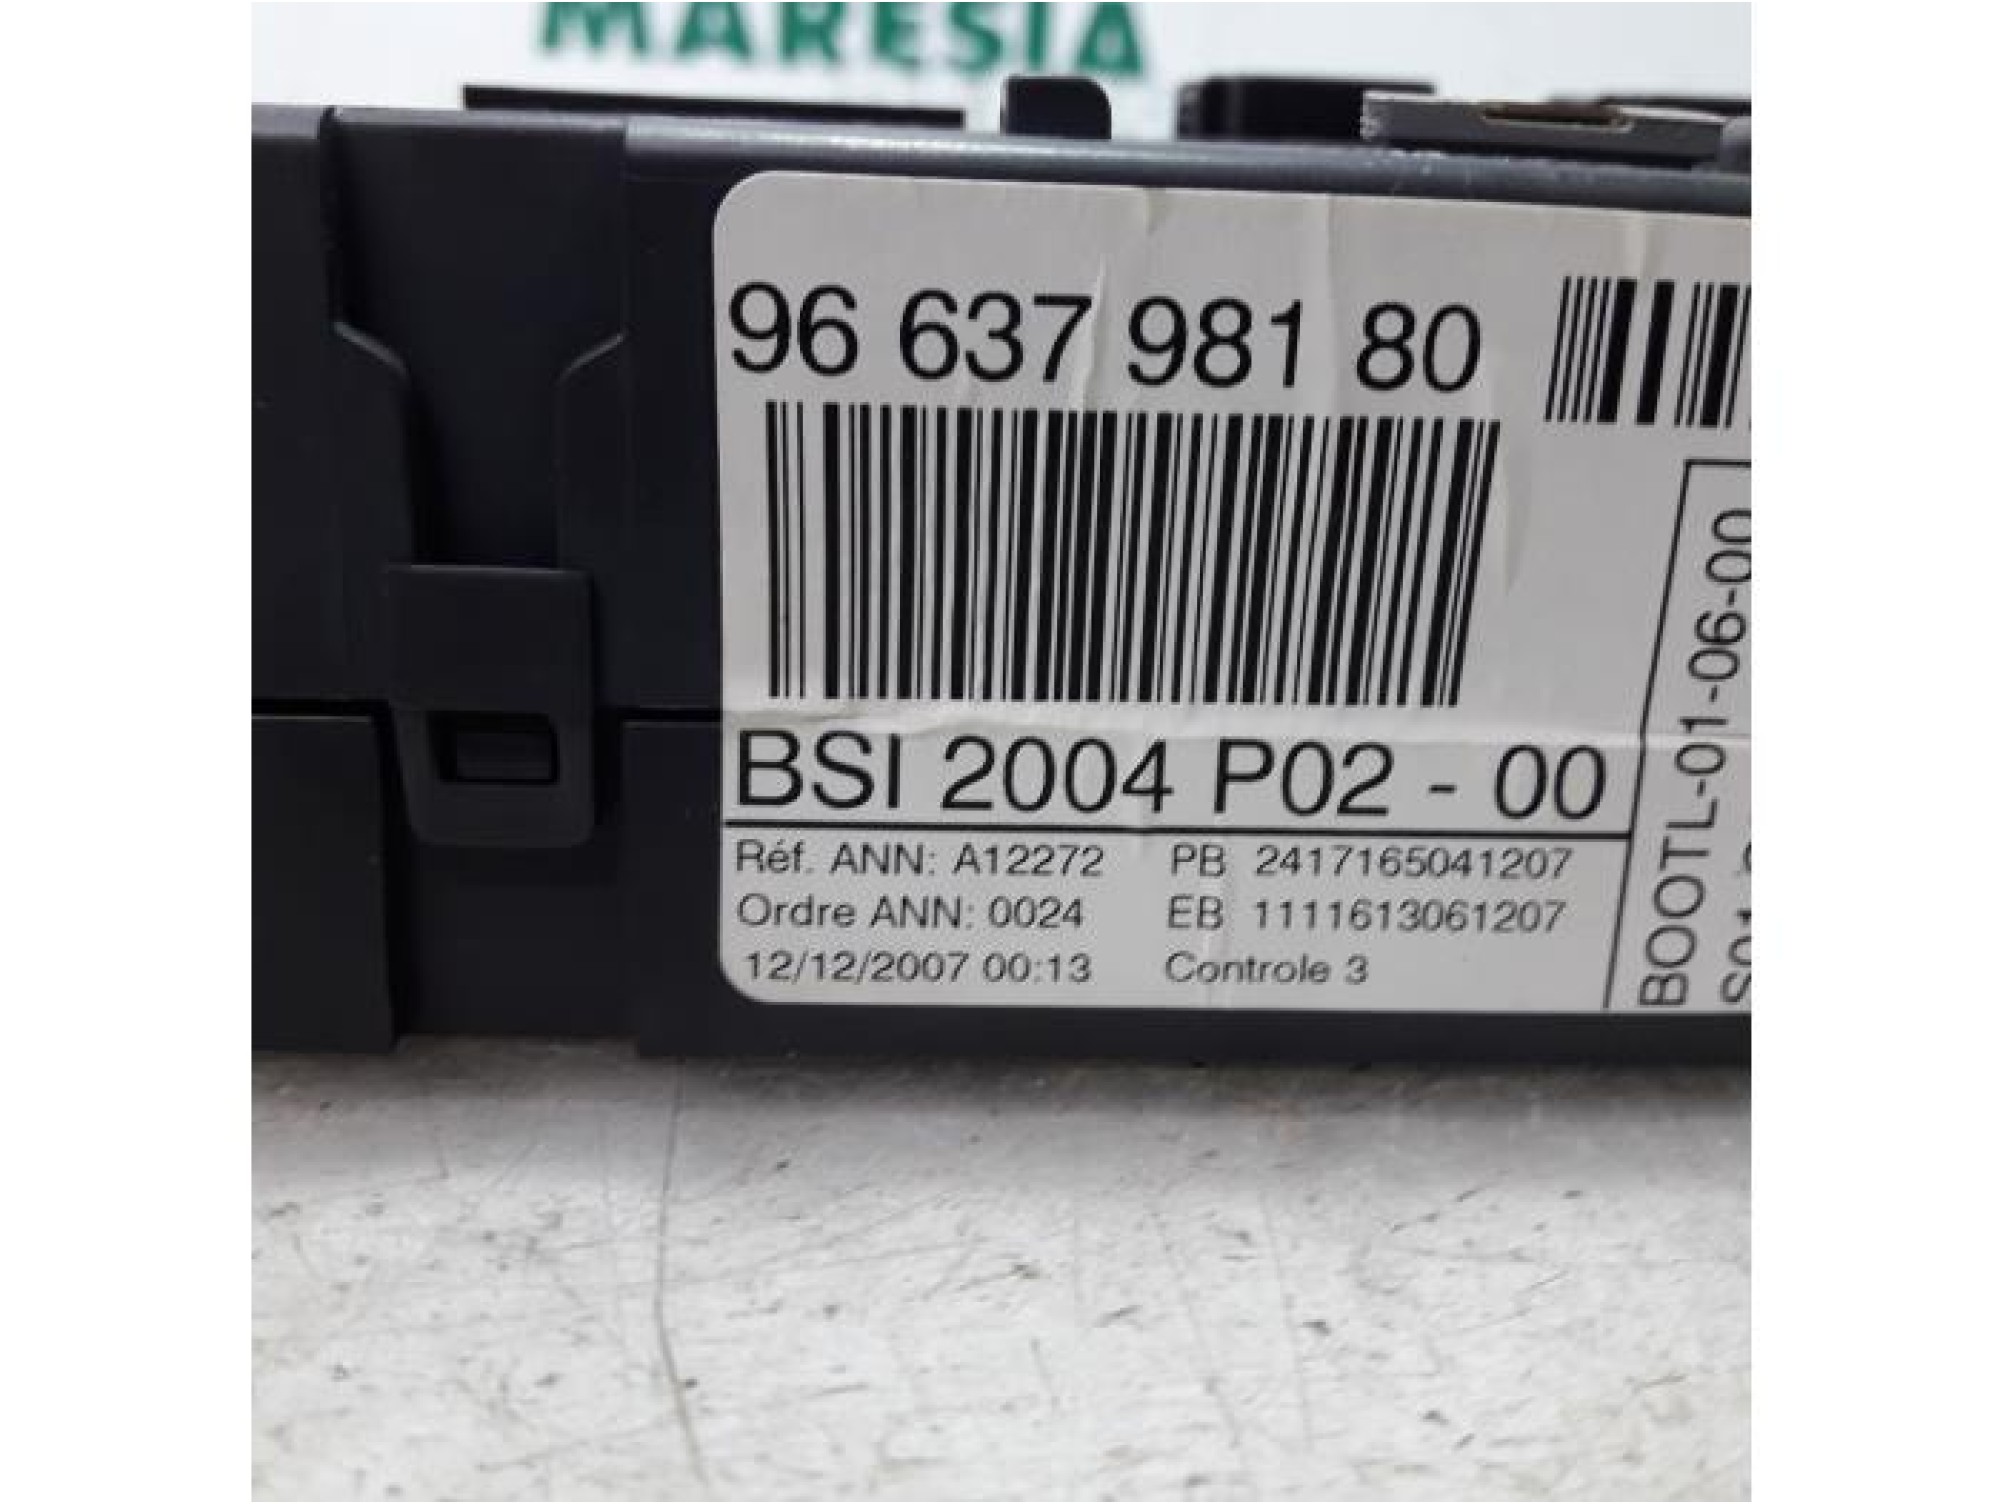 MARESIA
96 637 981 80
BSI 2004 P02 - 00
Réf. ANN: A12272 PB 2417165041207
Ordre ANN: 0024 EB 1111613061207
12/12/2007 00:13 Controle 3
BOOTL-01-06-00